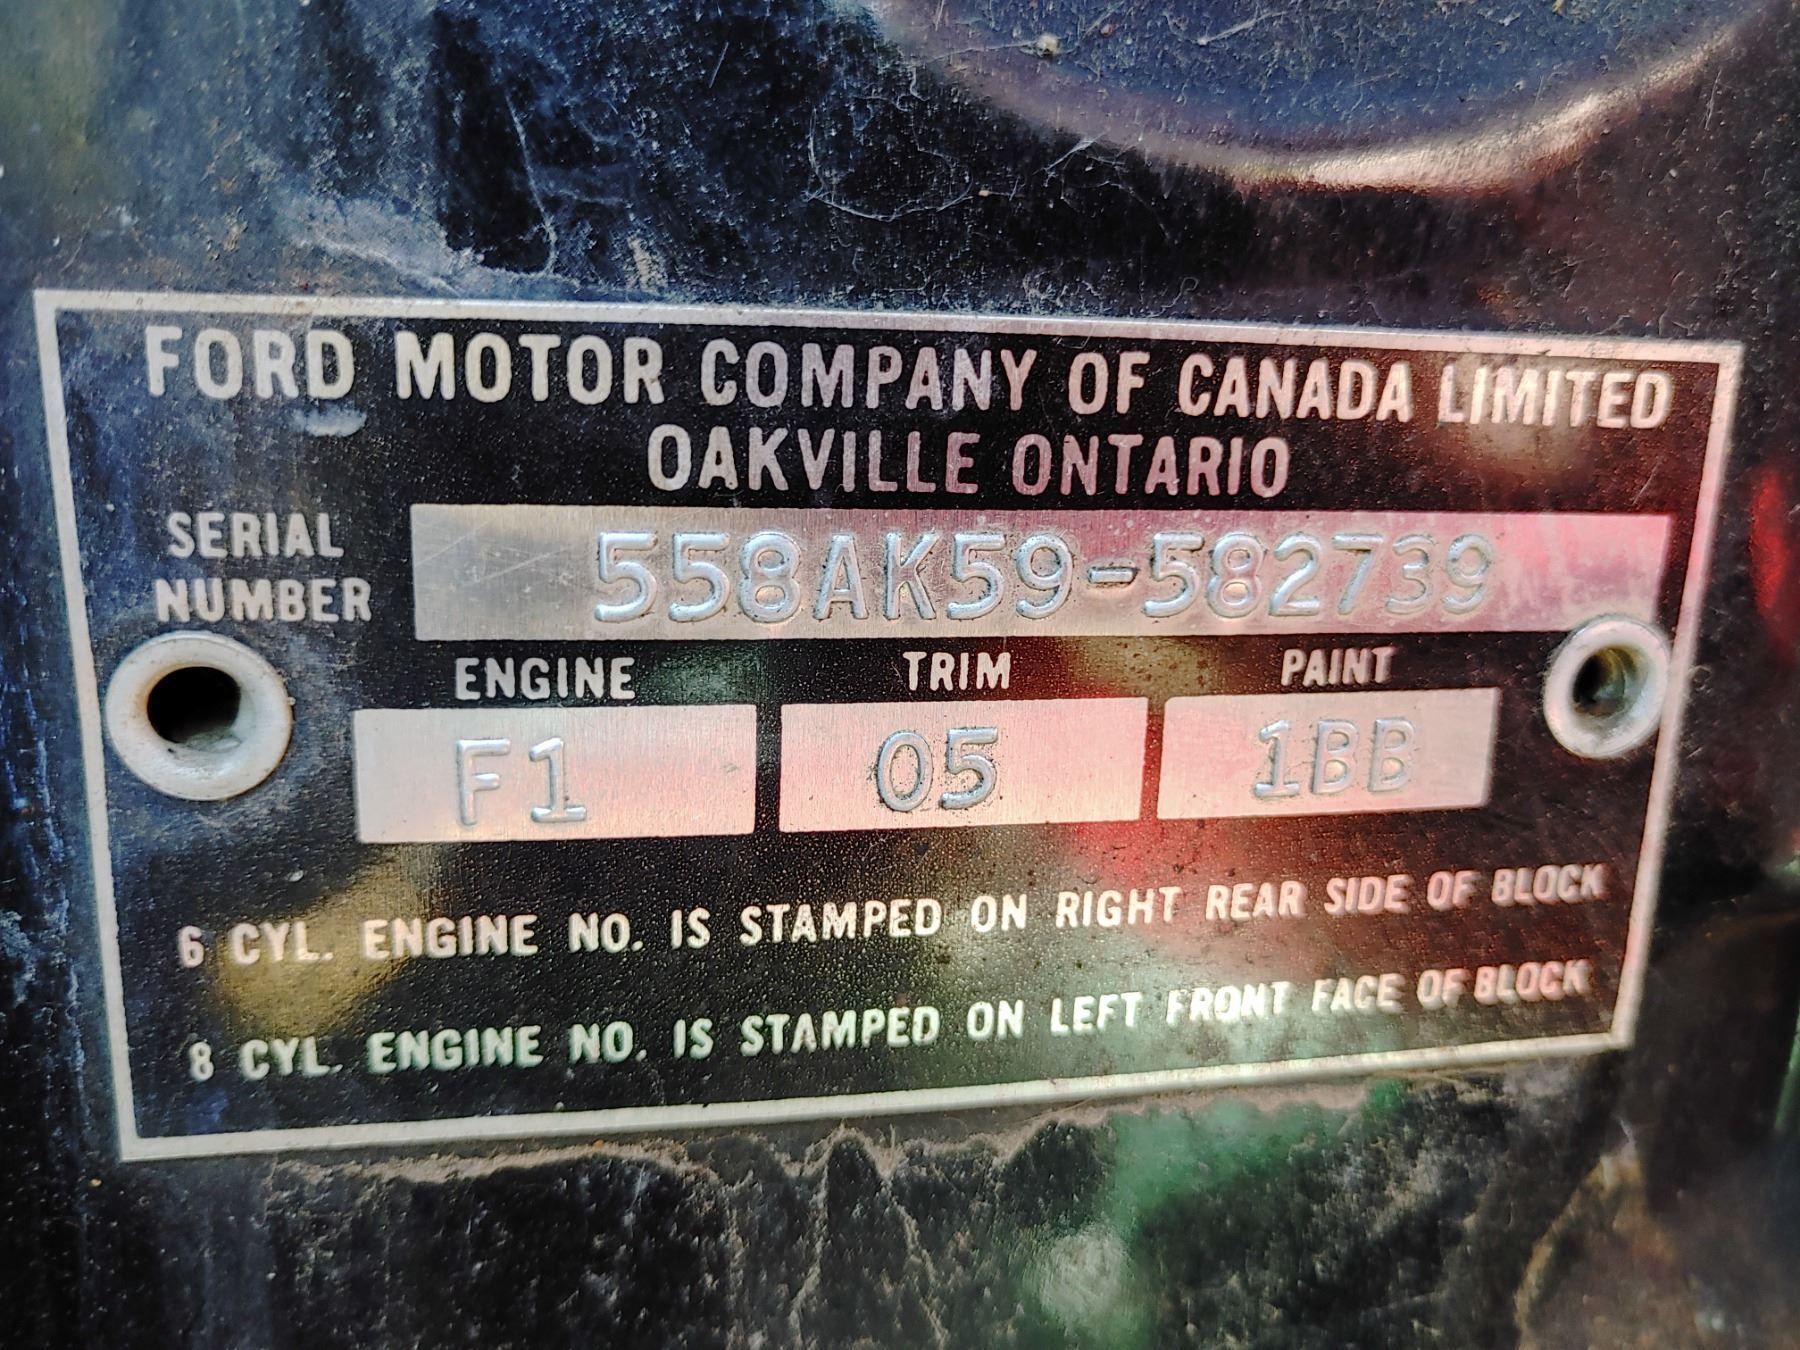 FORD MOTOR COMPANY OF CANADA LIMITED
OAKVILLE ONTARIO
SERIAL NUMBER 558AK59-582739
ENGINE TRIM PAINT
F1 05 1BB
6 CYL. ENGINE NO. IS STAMPED ON RIGHT REAR SIDE OF BLOCK
8 CYL. ENGINE NO. IS STAMPED ON LEFT FRONT FACE OF BLOCK